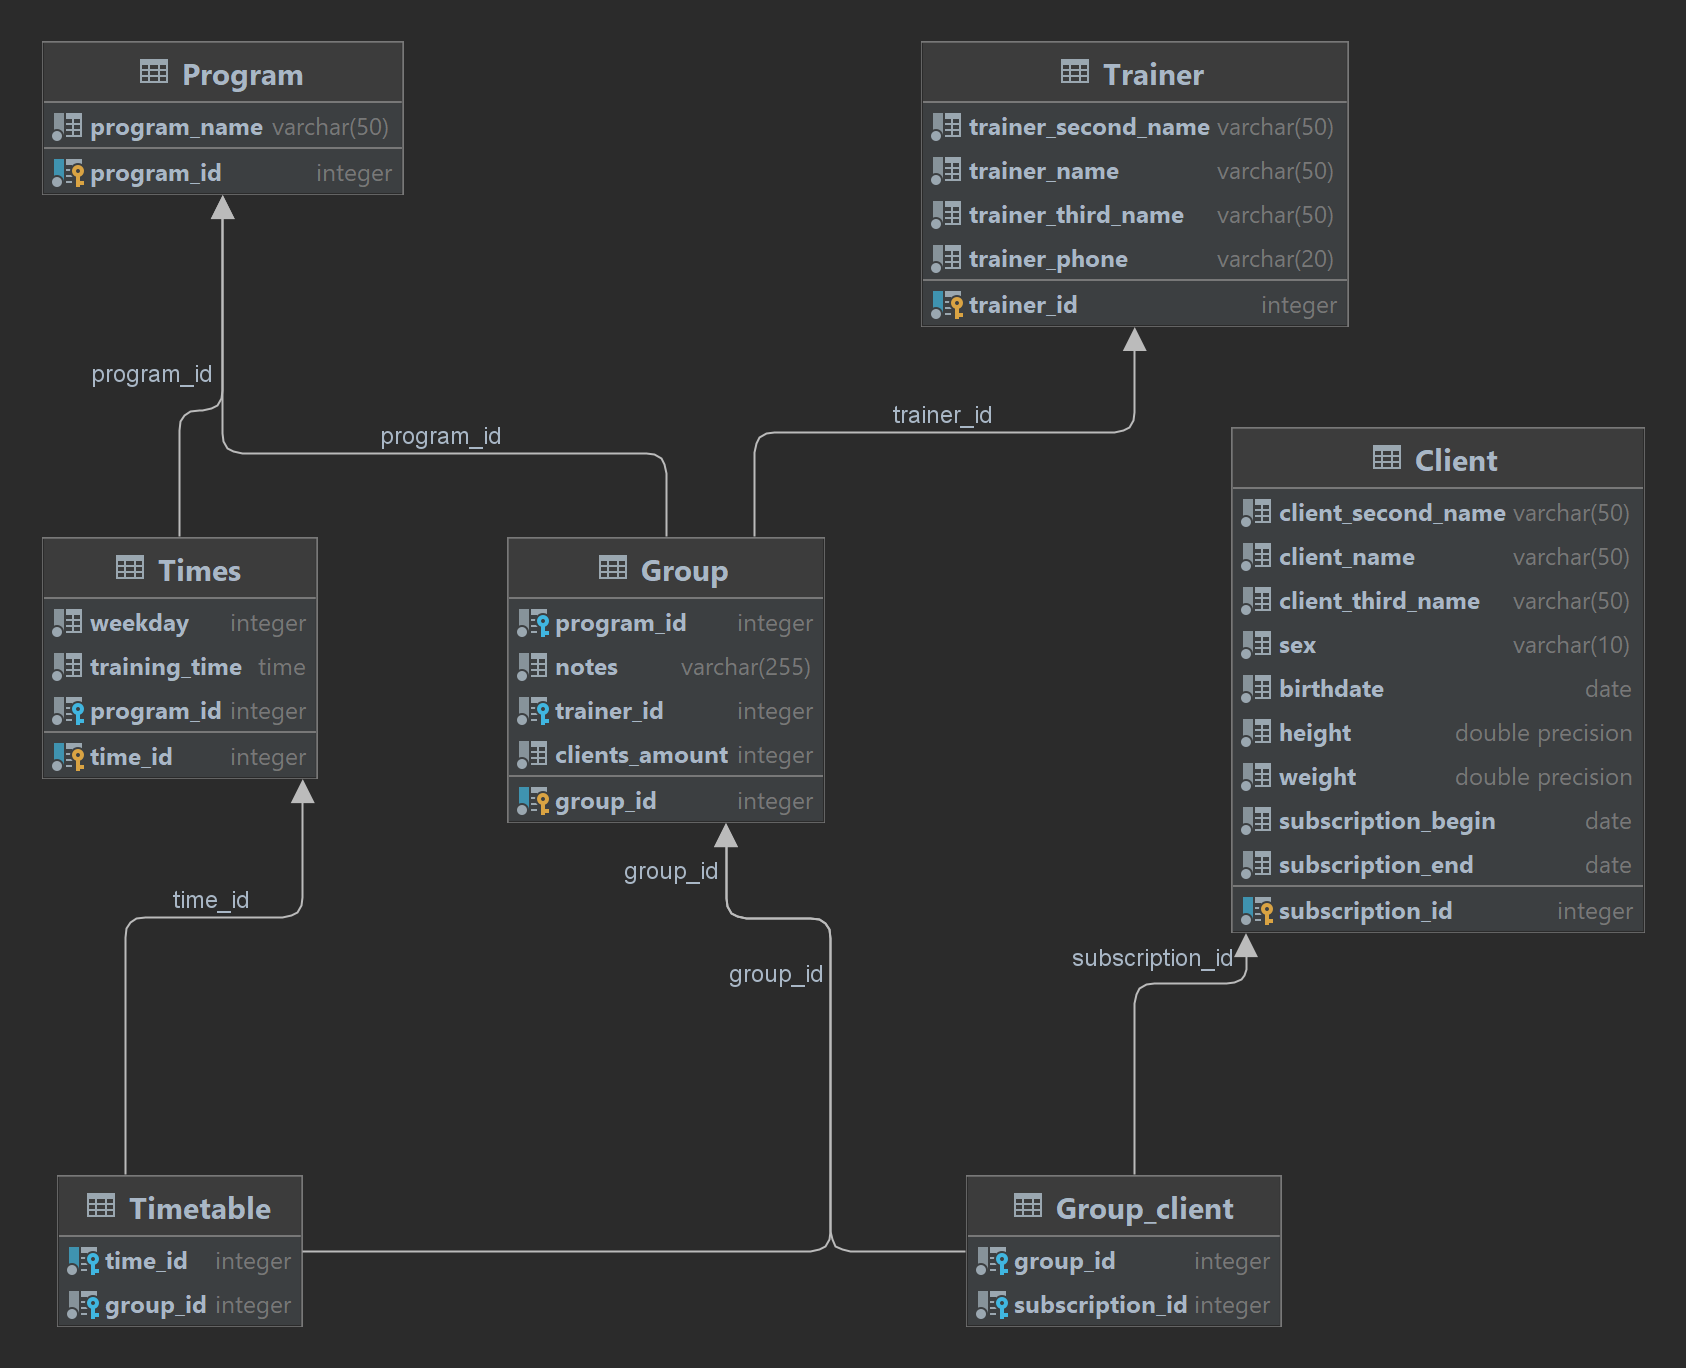 Program
program_name varchar(50)
program_id integer
Trainer
trainer_second_name varchar(50)
trainer_name varchar(50)
trainer_third_name varchar(50)
trainer_phone varchar(20)
trainer_id integer
program_id
program_id
trainer_id
Client
client_second_name varchar(50)
client_name varchar(50)
client_third_name varchar(50)
sex varchar(10)
birthdate date
height double precision
weight double precision
subscription_begin date
subscription_end date
subscription_id integer
Times
weekday integer
training_time time
program_id integer
time_id integer
Group
program_id integer
notes varchar(255)
trainer_id integer
clients_amount integer
group_id integer
group_id
time_id
subscription_id
group_id
Timetable
time_id integer
group_id integer
Group_client
group_id integer
subscription_id integer